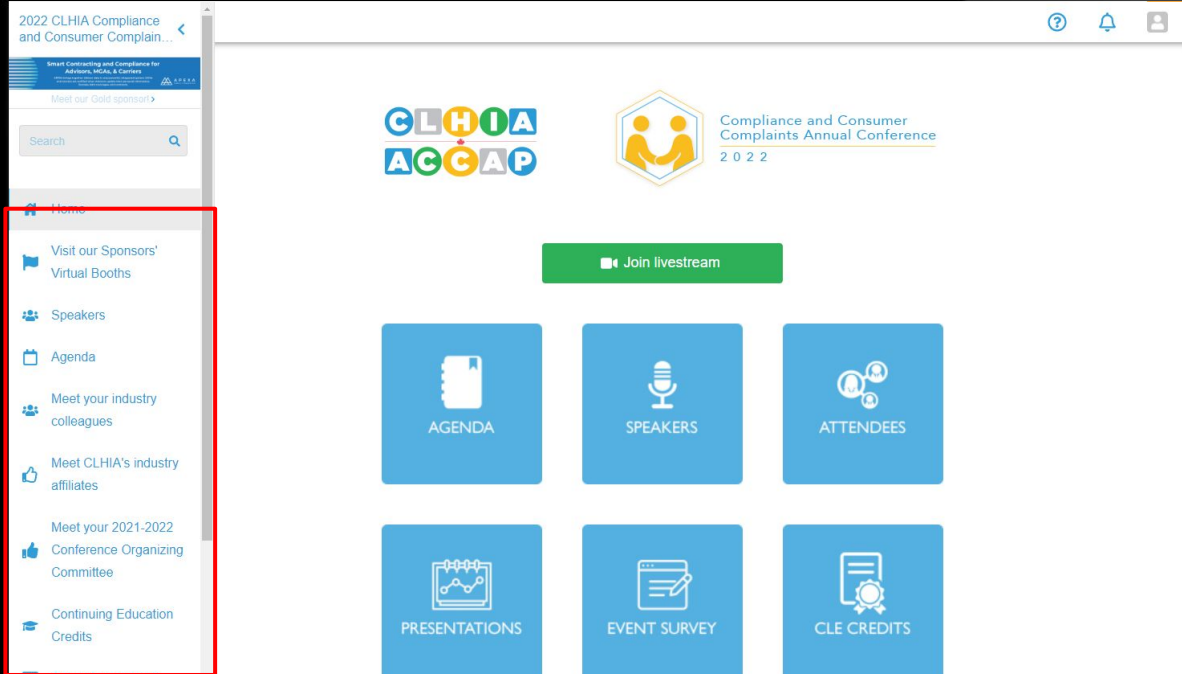 2022 CLHIA Compliance
and Consumer Complain...
Smart Contracting and Compliance for
Advisors, MGAs, & Carriers
APEXA
Meet our Gold sponsor!
Search
Home
Visit our Sponsors'
Virtual Booths
Speakers
Agenda
Meet your industry
colleagues
Meet CLHIA's industry
affiliates
Meet your 2021-2022
Conference Organizing
Committee
Continuing Education
Credits
CLHIA
ACCAP
Compliance and Consumer
Complaints Annual Conference
2022
Join livestream
AGENDA
SPEAKERS
ATTENDEES
PRESENTATIONS
EVENT SURVEY
CLE CREDITS